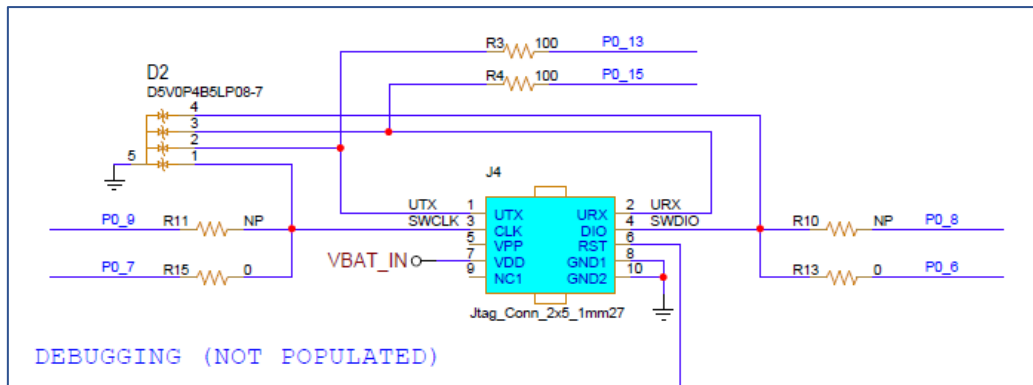 R3 100 P0_13
R4 100 P0_15
D2
D5V0P4B5LP08-7
4
3
2
5 1
J4
UTX 1 UTX URX 2 URX
SWCLK 3 CLK DIO 4 SWDIO
5 VPP RST 6
VBAT_IN 7 VDD GND1 8
9 NC1 GND2 10
P0_9 R11 NP
P0_7 R15 0
R10 NP P0_8
R13 0 P0_6
Jtag_Conn_2x5_1mm27
DEBUGGING (NOT POPULATED)